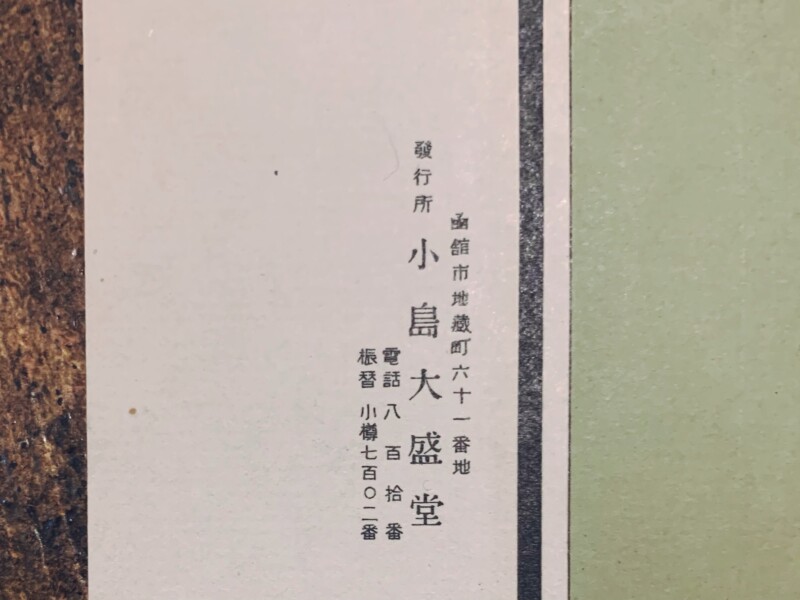 函館市地蔵町六十一番地
發行所 小島大盛堂
電話八百拾番
振替小樽七百〇二番